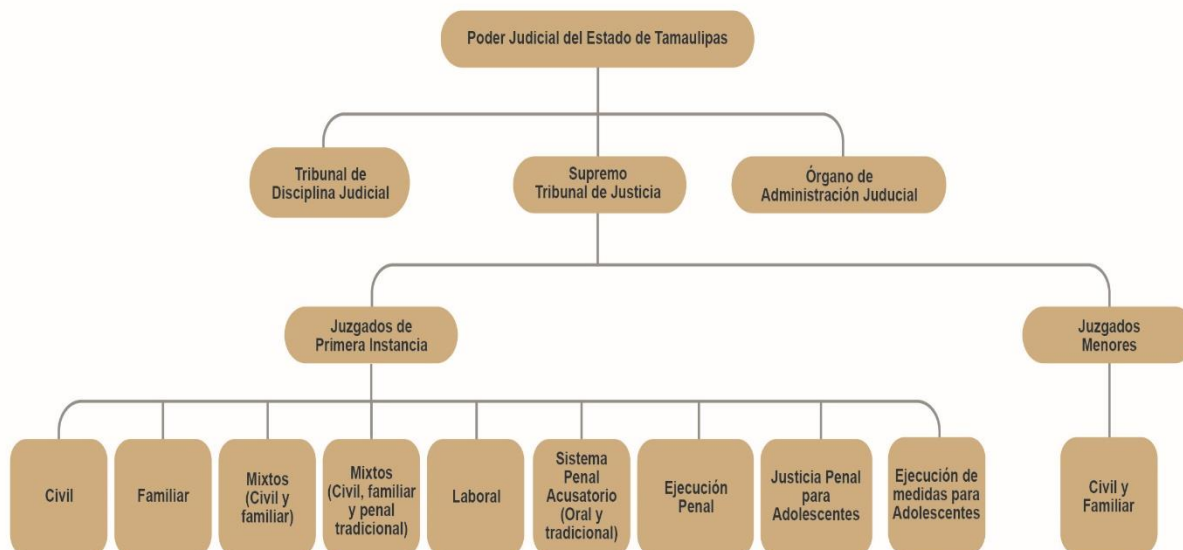 Poder Judicial del Estado de Tamaulipas
Tribunal de
Disciplina Judicial
Supremo
Tribunal de Justicia
Órgano de
Administración Juducial
Juzgados de
Primera Instancia
Juzgados
Menores
Civil
Familiar
Mixtos
(Civil y
familiar)
Mixtos
(Civil, familiar
y penal
tradicional)
Laboral
Sistema
Penal
Acusatorio
(Oral y
tradicional)
Ejecución
Penal
Justicia Penal
para
Adolescentes
Ejecución de
medidas para
Adolescentes
Civil y
Familiar